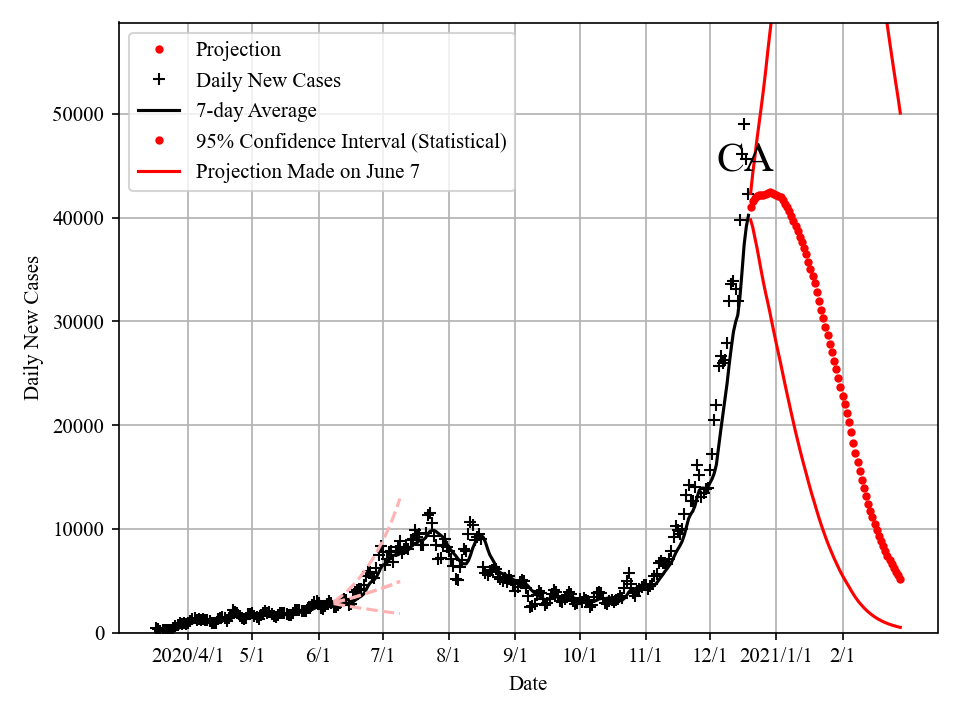 Projection
Daily New Cases
7-day Average
95% Confidence Interval (Statistical)
Projection Made on June 7
CA
50000
40000
30000
20000
10000
0
Daily New Cases
2020/4/1 5/1 6/1 7/1 8/1 9/1 10/1 11/1 12/1 2021/1/1 2/1
Date